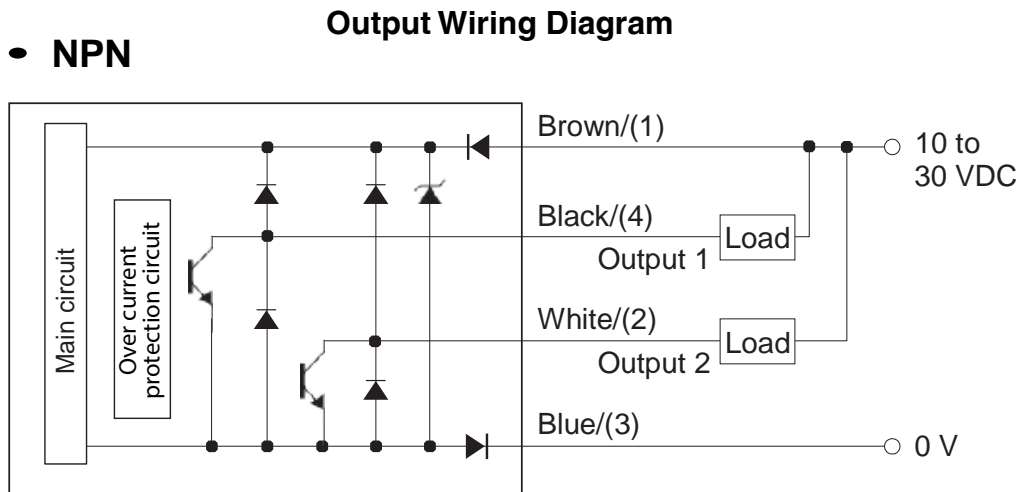 Output Wiring Diagram
• NPN
Main circuit
Over current
protection circuit
Brown/(1)
10 to
30 VDC
Black/(4)
Load
Output 1
White/(2)
Load
Output 2
Blue/(3)
0 V